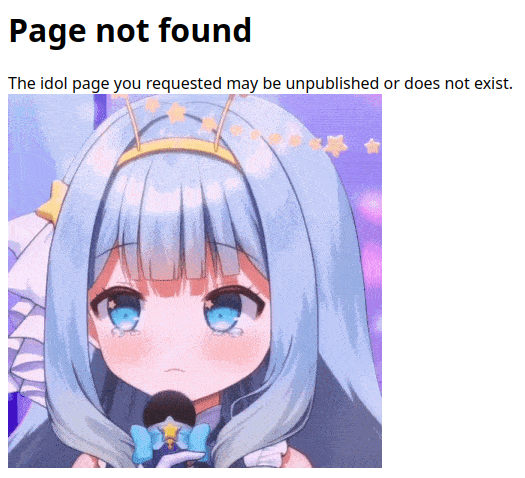 Page not found
The idol page you requested may be unpublished or does not exist.